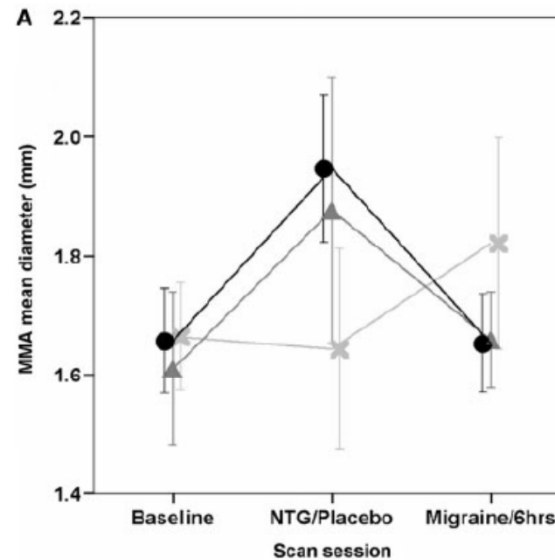 A
2.2
2.0
1.8
1.6
1.4
MMA mean diameter (mm)
Baseline NTG/Placebo Migraine/6hrs
Scan session